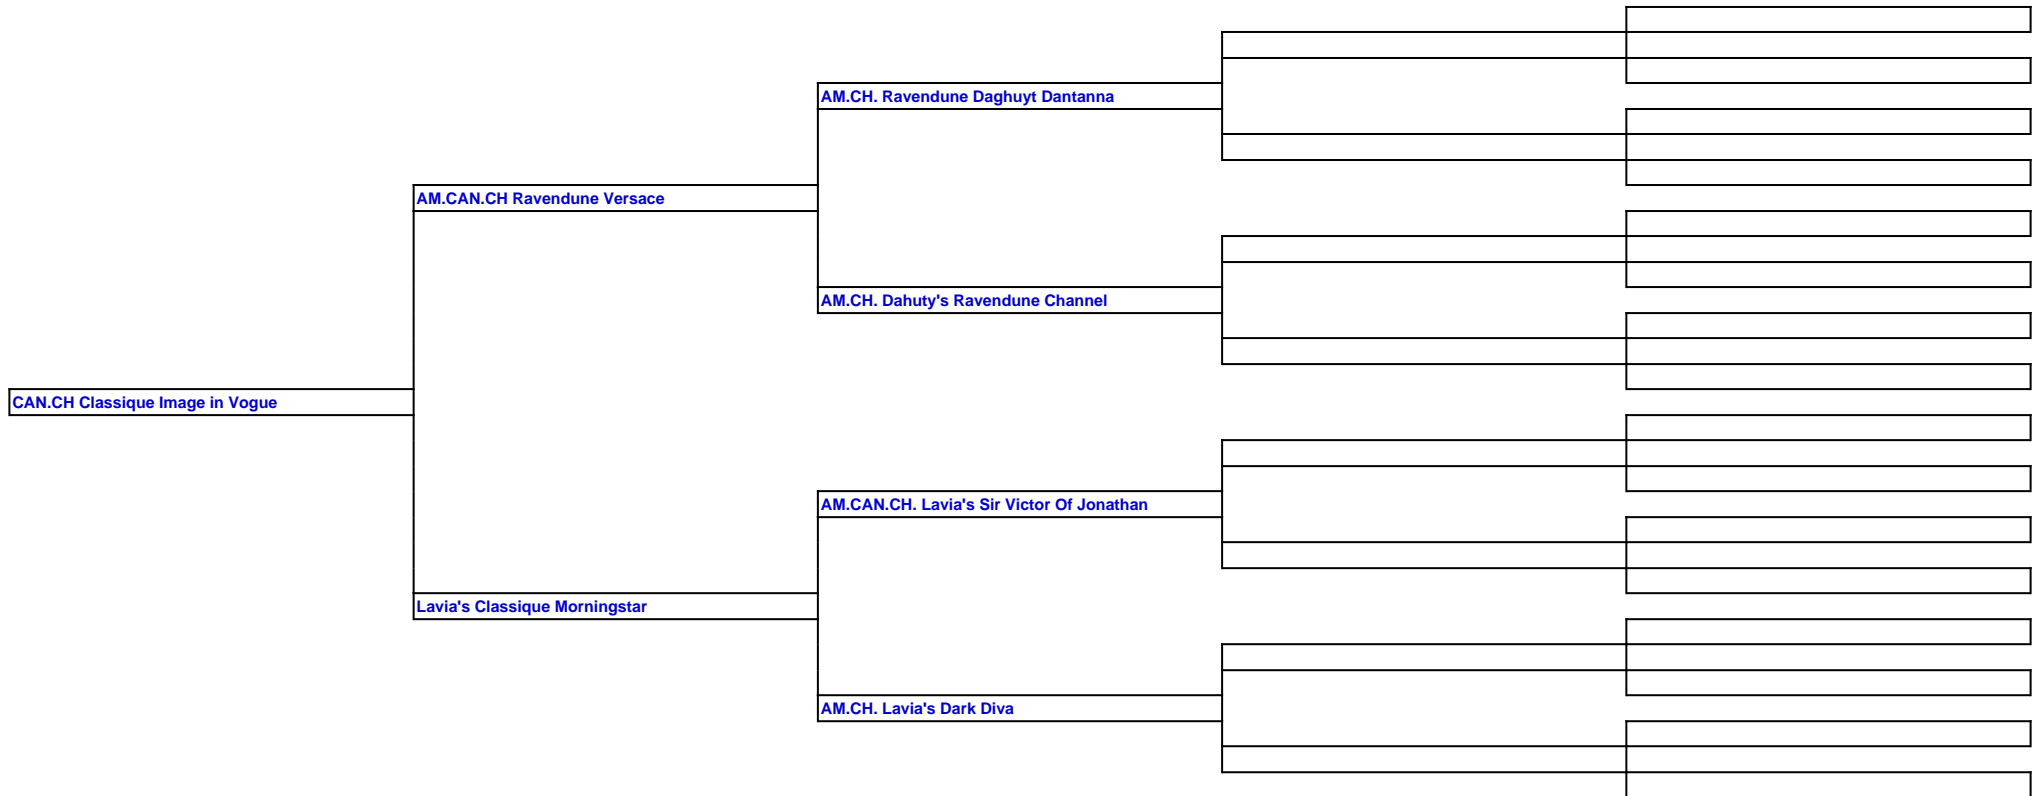 AM.CH. Ravendune Daghuyt Dantanna
AM.CAN.CH Ravendune Versace
AM.CH. Dahuty's Ravendune Channel
CAN.CH Classique Image in Vogue
AM.CAN.CH. Lavia's Sir Victor Of Jonathan
Lavia's Classique Morningstar
AM.CH. Lavia's Dark Diva